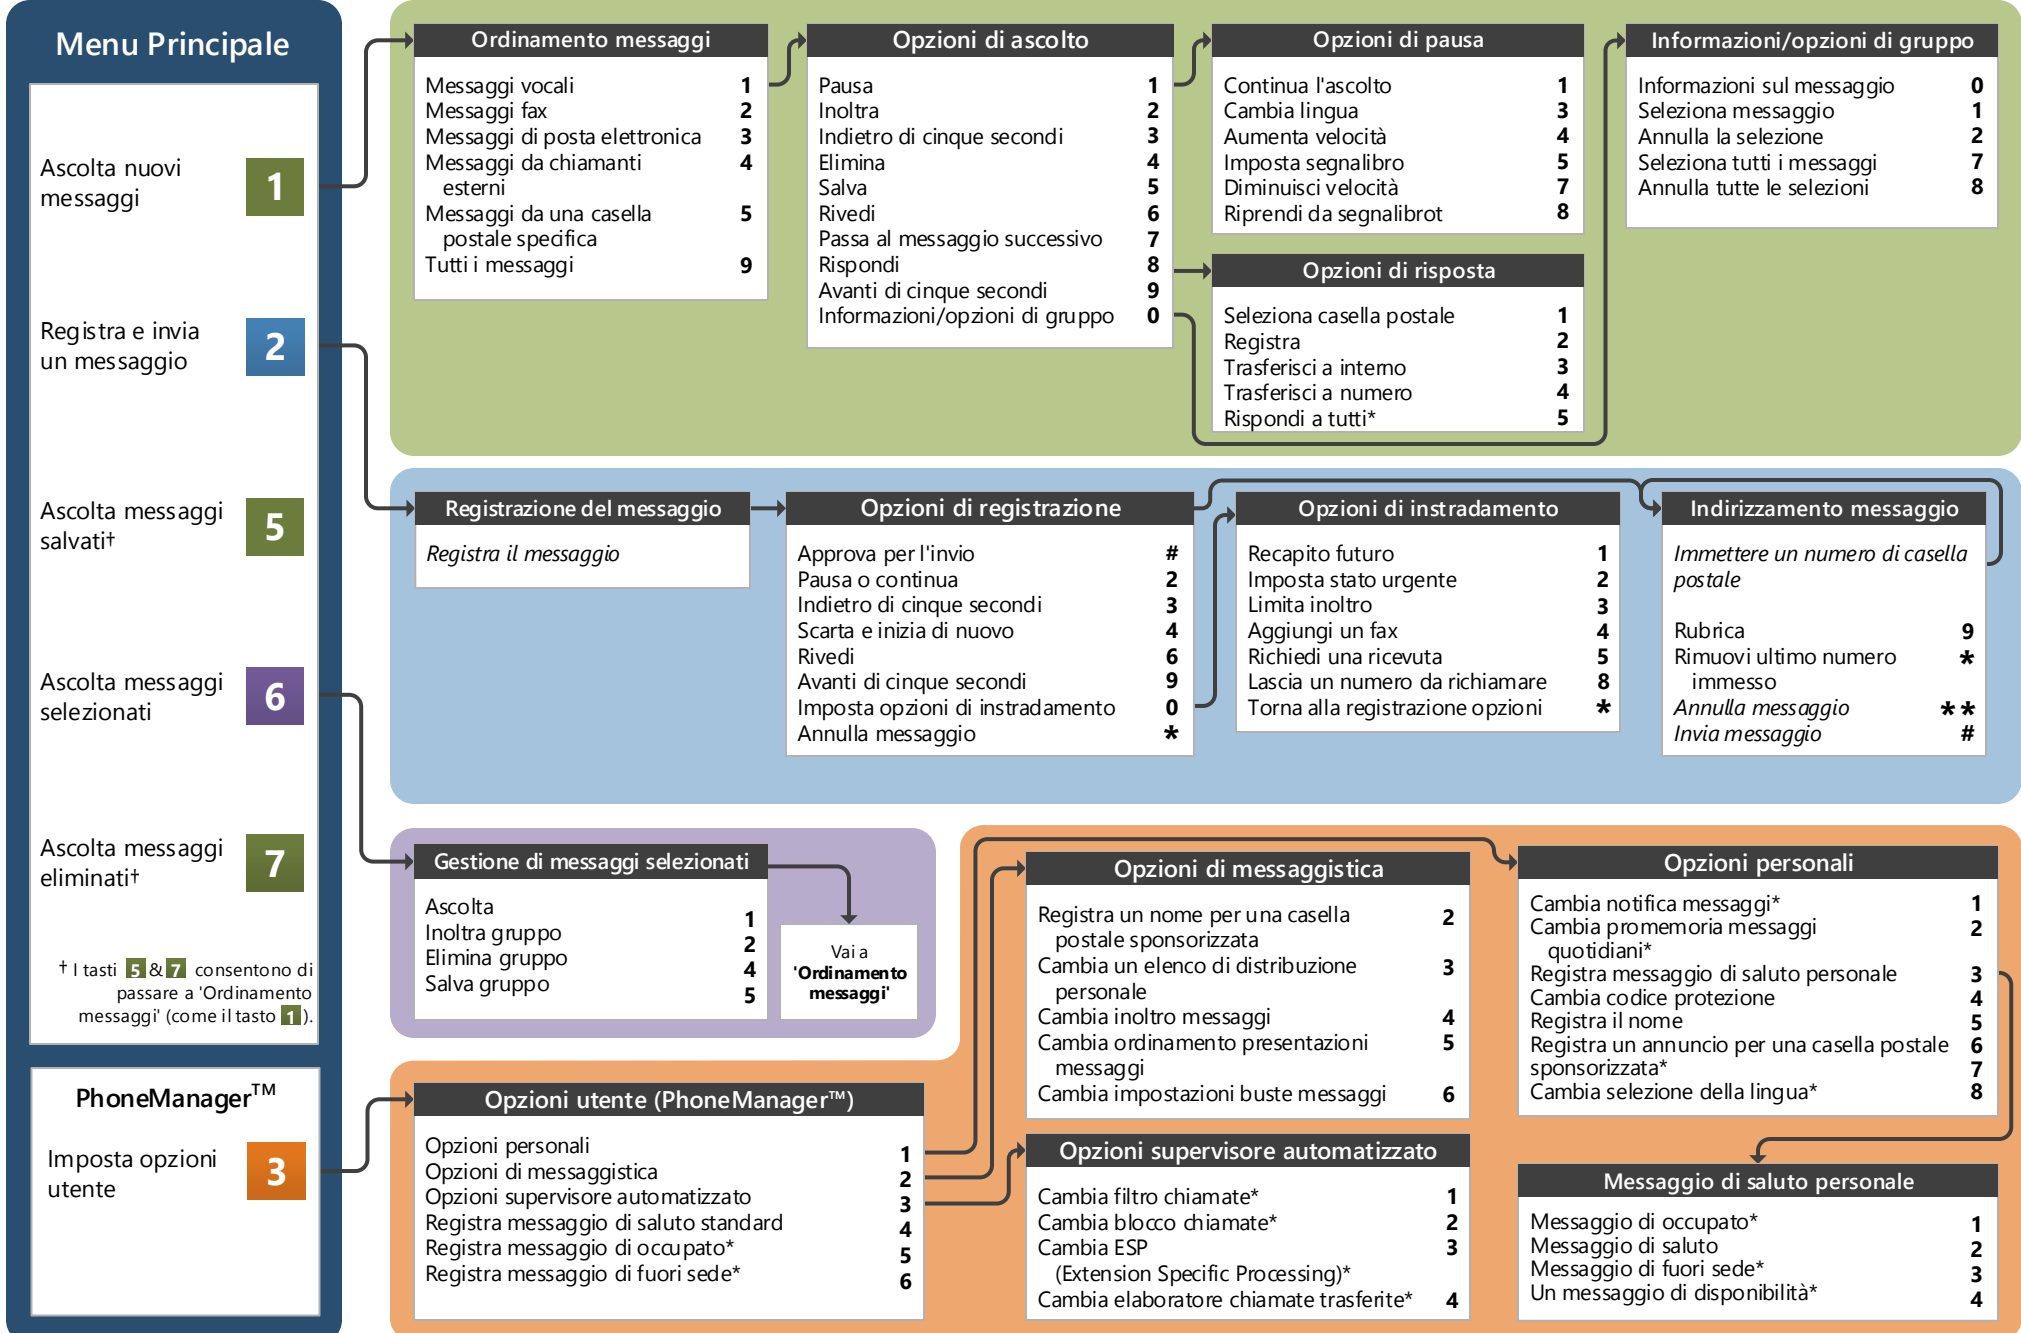 Menu Principale
Ascolta nuovi
messaggi
1
Registra e invia
un messaggio
2
Ascolta messaggi
salvati†
5
Ascolta messaggi
selezionati
6
Ascolta messaggi
eliminati†
7
† I tasti 5 & 7 consentono di
passare a 'Ordinamento
messaggi' (come il tasto 1).
PhoneManager™
Imposta opzioni
utente
3
Ordinamento messaggi
Messaggi vocali 1
Messaggi fax 2
Messaggi di posta elettronica 3
Messaggi da chiamanti 4
esterni
Messaggi da una casella 5
postale specifica
Tutti i messaggi 9
Opzioni di ascolto
Pausa 1
Inoltra 2
Indietro di cinque secondi 3
Elimina 4
Salva 5
Rivedi 6
Passa al messaggio successivo 7
Rispondi 8
Avanti di cinque secondi 9
Informazioni/opzioni di gruppo 0
Opzioni di pausa
Continua l'ascolto 1
Cambia lingua 3
Aumenta velocità 4
Imposta segnalibro 5
Diminuisci velocità 7
Riprendi da segnalibrot 8
Opzioni di risposta
Seleziona casella postale 1
Registra 2
Trasferisci a interno 3
Trasferisci a numero 4
Rispondi a tutti* 5
Informazioni/opzioni di gruppo
Informazioni sul messaggio 0
Seleziona messaggio 1
Annulla la selezione 2
Seleziona tutti i messaggi 7
Annulla tutte le selezioni 8
Registrazione del messaggio
Registra il messaggio
Opzioni di registrazione
Approva per l'invio #
Pausa o continua 2
Indietro di cinque secondi 3
Scarta e inizia di nuovo 4
Rivedi 6
Avanti di cinque secondi 9
Imposta opzioni di instradamento 0
Annulla messaggio *
Opzioni di instradamento
Recapito futuro 1
Imposta stato urgente 2
Limita inoltro 3
Aggiungi un fax 4
Richiedi una ricevuta 5
Lascia un numero da richiamare 8
Torna alla registrazione opzioni *
Indirizzamento messaggio
Immettere un numero di casella
postale
Rubrica 9
Rimuovi ultimo numero *
immesso
Annulla messaggio **
Invia messaggio #
Gestione de messaggi selezionati
Ascolta 1
Inoltra gruppo 2
Elimina gruppo 4
Salva gruppo 5
Vai a
'Ordinamento
messaggi'
Opzioni utente (PhoneManager™)
Opzioni personali 1
Opzioni di messaggistica 2
Opzioni supervisore automatizzato 3
Registra messaggio di saluto standard 4
Registra messaggio di occupato* 5
Registra messaggio di fuori sede* 6
Opzioni di messaggistica
Registra un nome per una casella 2
postale sponsorizzata
Cambia un elenco di distribuzione 3
personale
Cambia inoltro messaggi 4
Cambia ordinamento presentazioni 5
messaggi
Cambia impostazioni buste messaggi 6
Opzioni supervisore automatizzato
Cambia filtro chiamate* 1
Cambia blocco chiamate* 2
Cambia ESP 3
(Extension Specific Processing)*
Cambia elaboratore chiamate trasferite* 4
Opzioni personali
Cambia notifica messaggi* 1
Cambia promemoria messaggi 2
quotidiani*
Registra messaggio di saluto personale 3
Cambia codice protezione 4
Registra il nome 5
Registra un annuncio per una casella postale 6
sponsorizzata* 7
Cambia selezione della lingua* 8
Messaggio di saluto personale
Messaggio di occupato* 1
Messaggio di saluto 2
Messaggio di fuori sede* 3
Un messaggio di disponibilità* 4